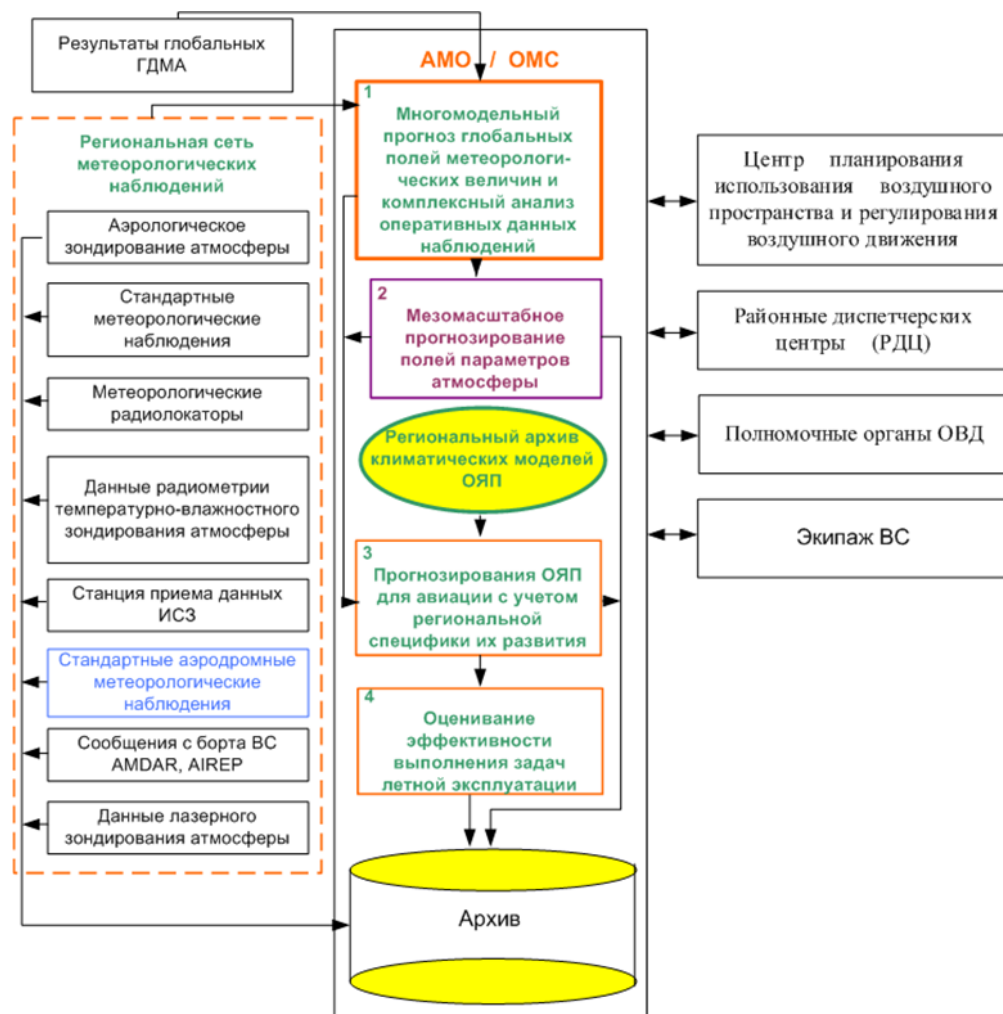 Результаты глобальных
ГДМА
АМО / ОМС
1
Многомодельный
прогноз глобальных
полей метеорологи-
ческих величин и
комплексный анализ
оперативных данных
наблюдений
Региональная сеть
метеорологических
наблюдений
Аэрологическое
зондирование атмосферы
Стандартные
метеорологические
наблюдения
Метеорологические
радиолокаторы
Данные радиометрии
температурно-влажностного
зондирования атмосферы
Станция приема данных
ИСЗ
Стандартные аэродромные
метеорологические
наблюдения
Сообщения с борта ВС
AMDAR, AIREP
Данные лазерного
зондирования атмосферы
2
Мезомасштабное
прогнозирование
полей параметров
атмосферы
Региональный архив
климатических моделей
ОЯП
3
Прогнозирования ОЯП
для авиации с учетом
региональной
специфики их развития
4
Оценивание
эффективности
выполнения задач
летной эксплуатации
Архив
Центр планирования
использования воздушного
пространства и регулирования
воздушного движения
Районные диспетчерских
центры (РДЦ)
Полномочные органы ОВД
Экипаж ВС